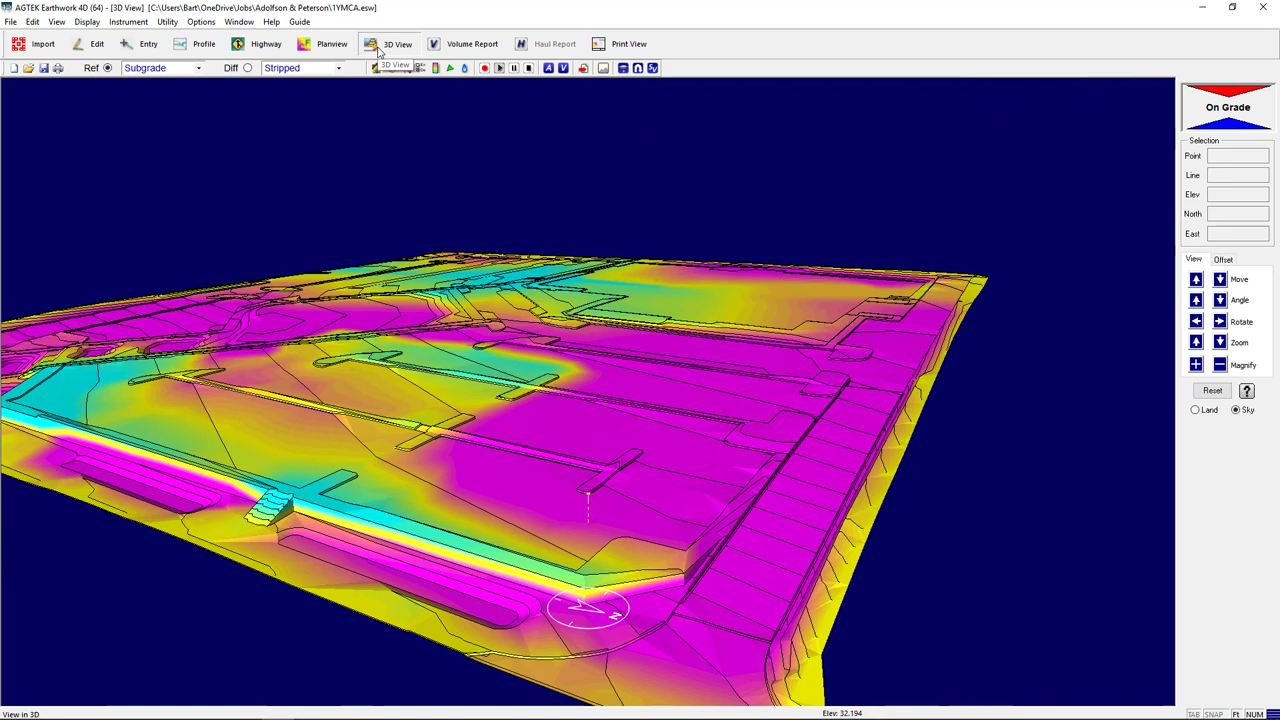 AGTEK Earthwork 4D (64) - [3D View] [C:\Users\Bart\OneDrive\Jobs\Adolfson & Peterson\1YMCA.esw]
File Edit View Display Instrument Utility Options Window Help Guide
Import Edit Entry Profile Highway Planview 3D View Volume Report Haul Report Print View
Ref Subgrade Diff Stripped A V Sv
3D View
On Grade
Selection
Point
Line
Elev
North
East
View Offset
Move
Angle
Rotate
Zoom
Magnify
Reset ?
Land Sky
N
View in 3D Elev: 32.194 TAB SNAP Ft NUM